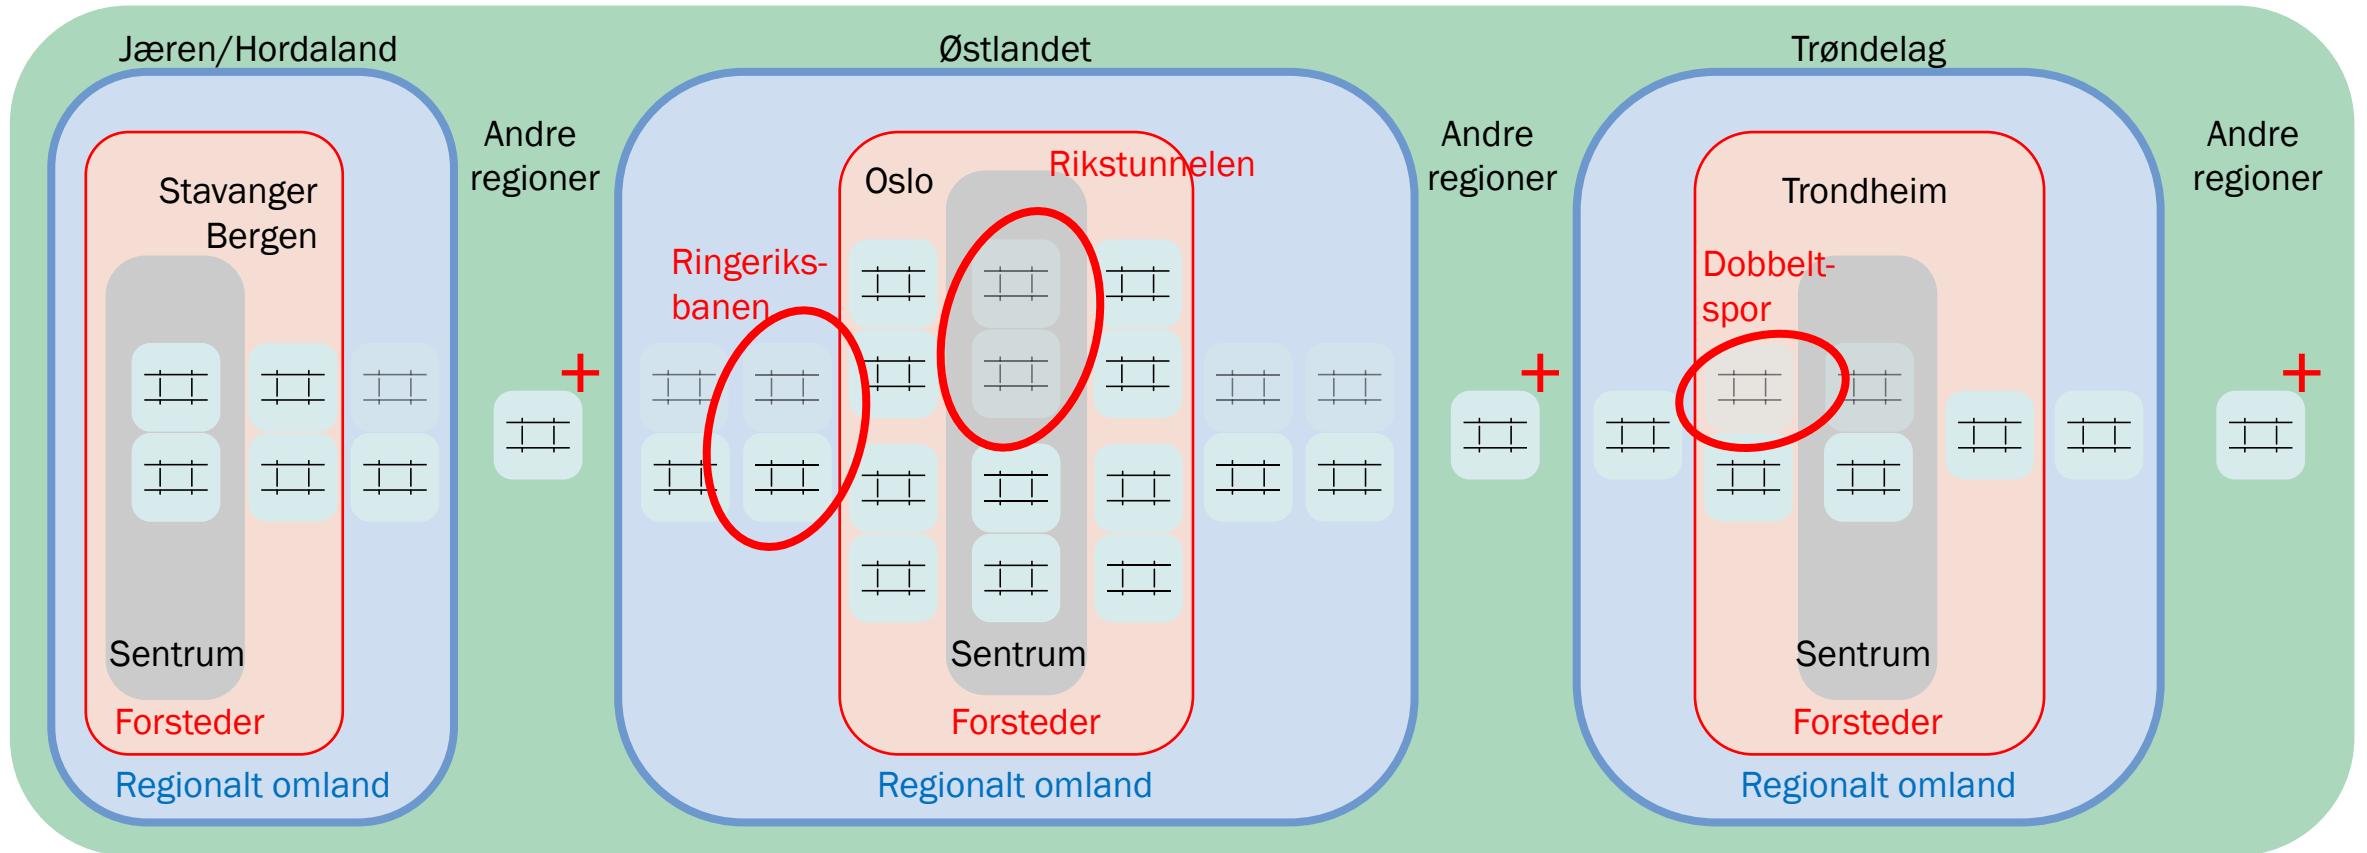 Jæren/Hordaland
Stavanger
Bergen
Sentrum
Forsteder
Regionalt omland
Andre
regioner
+
Østlandet
Oslo
Rikstunnelen
Ringeriks-
banen
Sentrum
Forsteder
Regionalt omland
Andre
regioner
+
Trøndelag
Trondheim
Dobbelt-
spor
Sentrum
Forsteder
Regionalt omland
Andre
regioner
+